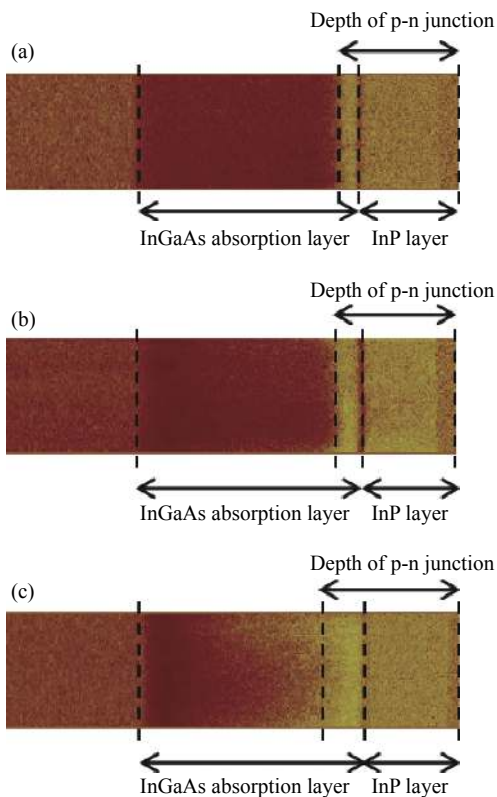 Depth of p-n junction
(a)
InGaAs absorption layer InP layer
Depth of p-n junction
(b)
InGaAs absorption layer InP layer
Depth of p-n junction
(c)
InGaAs absorption layer InP layer